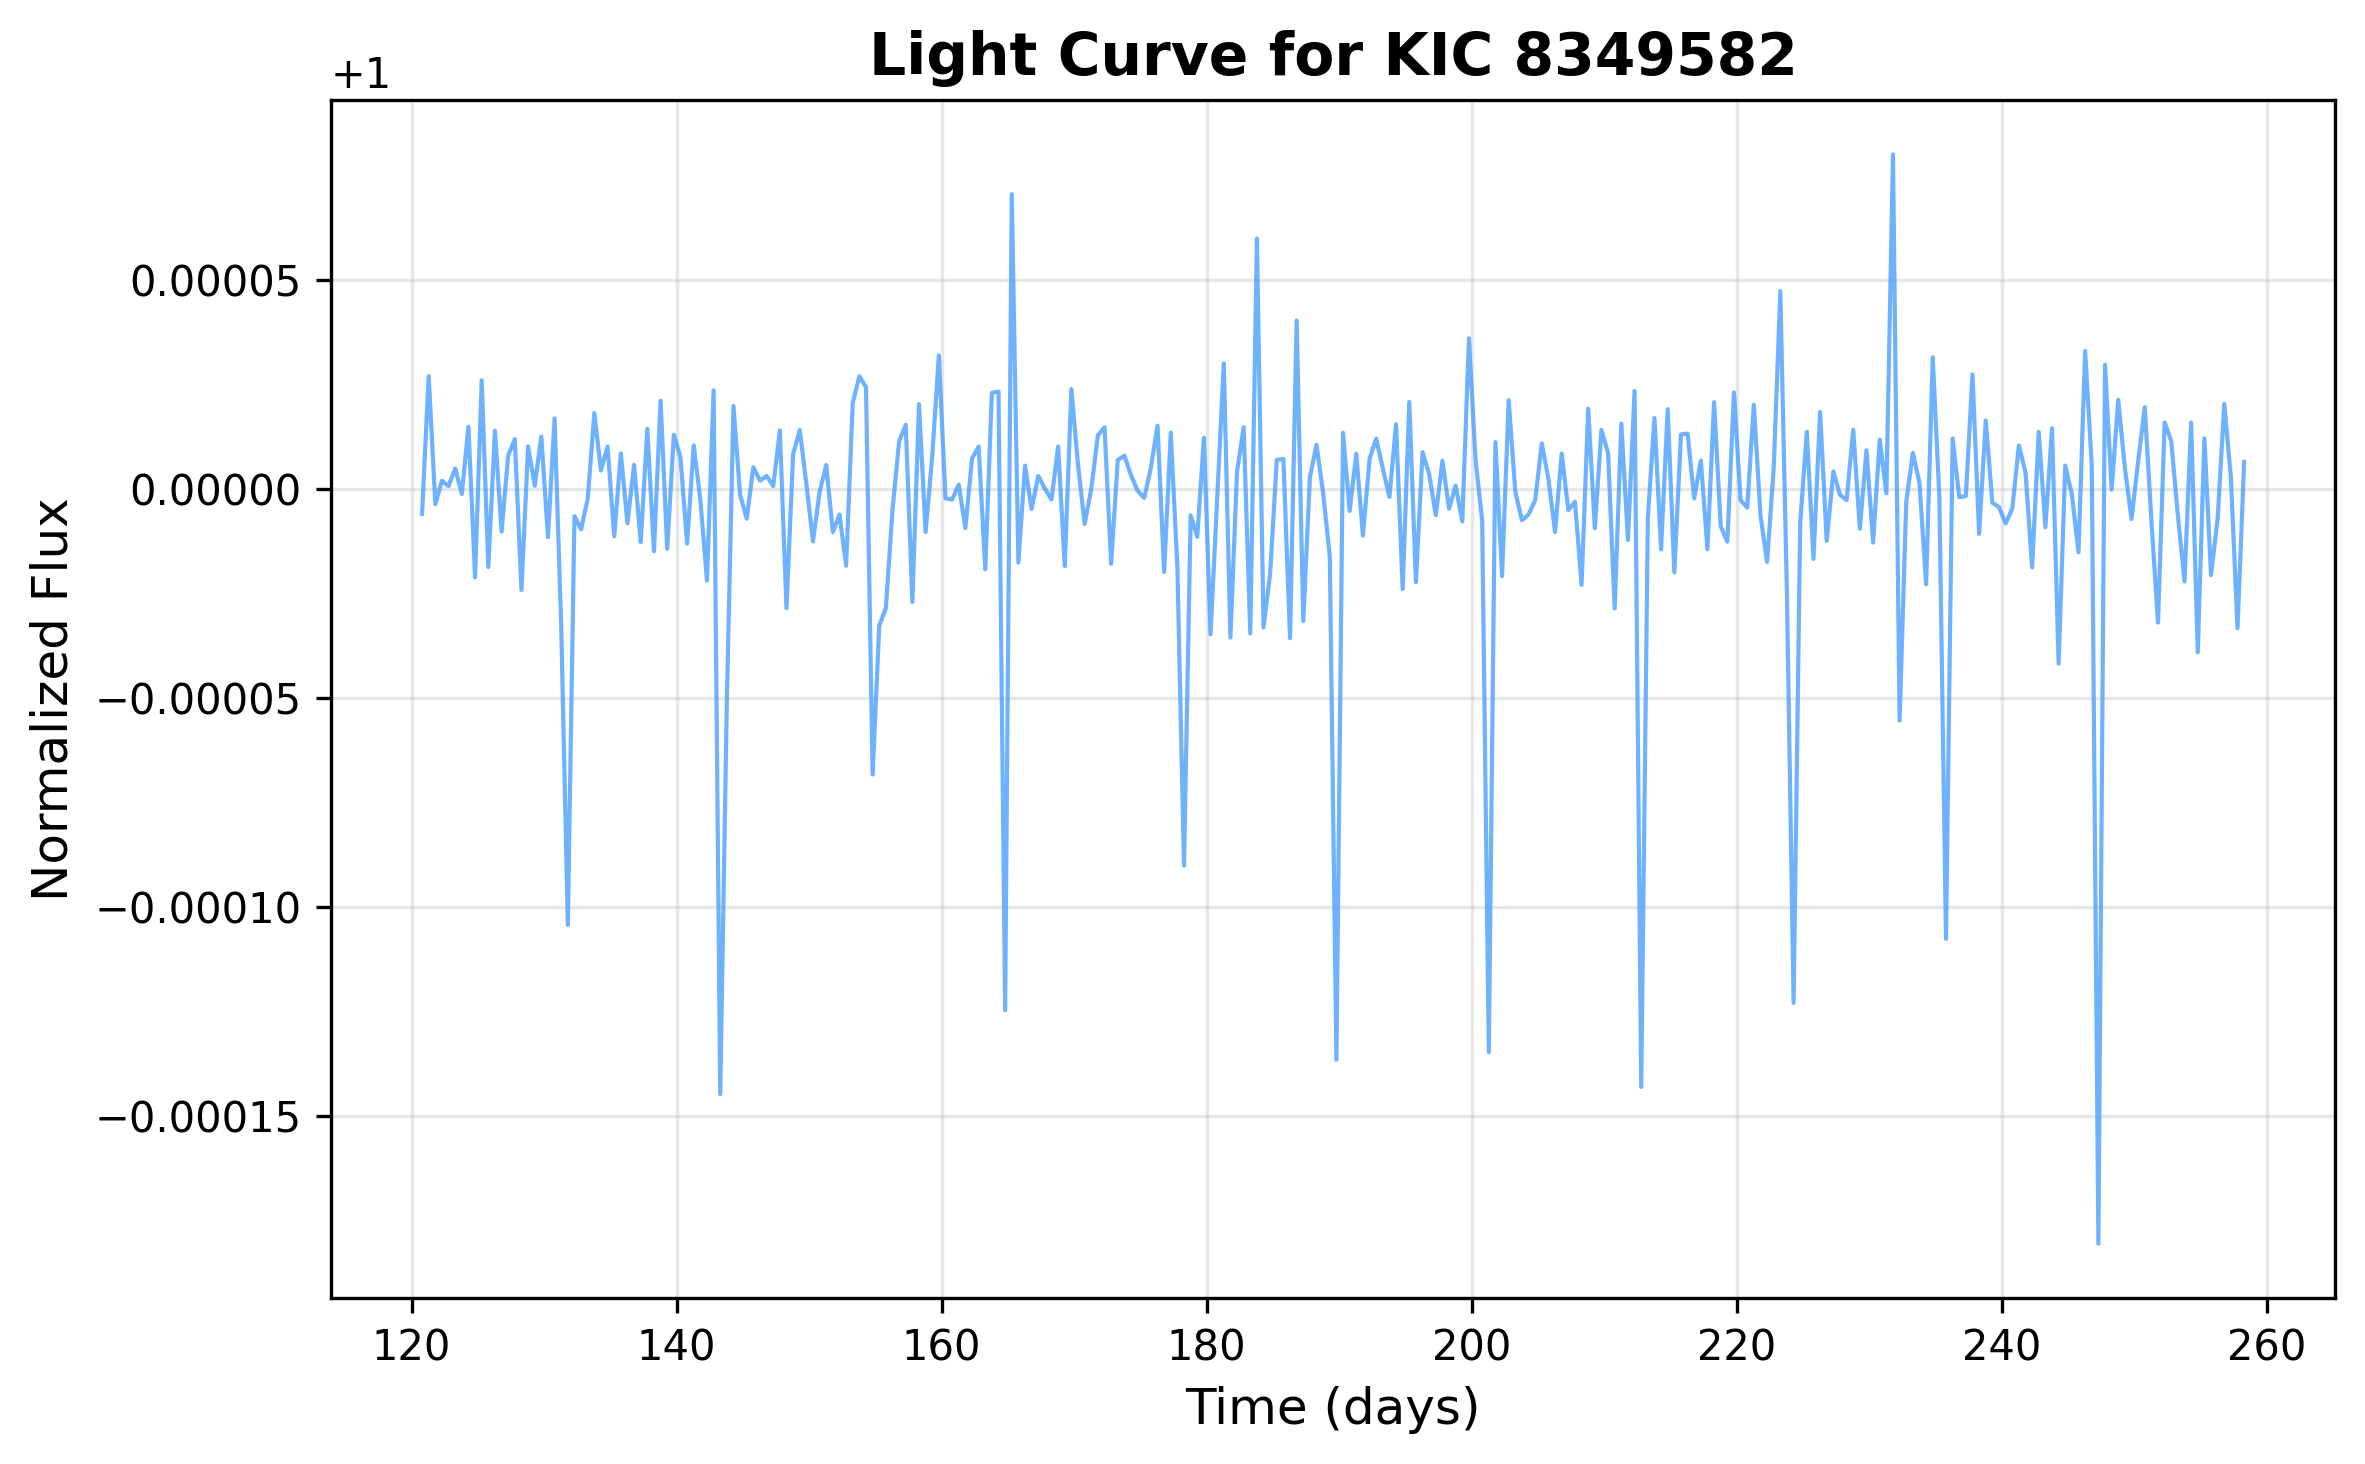 Light Curve for KIC 8349582
+1
0.00005
0.00000
−0.00005
−0.00010
−0.00015
Normalized Flux
120 140 160 180 200 220 240 260
Time (days)